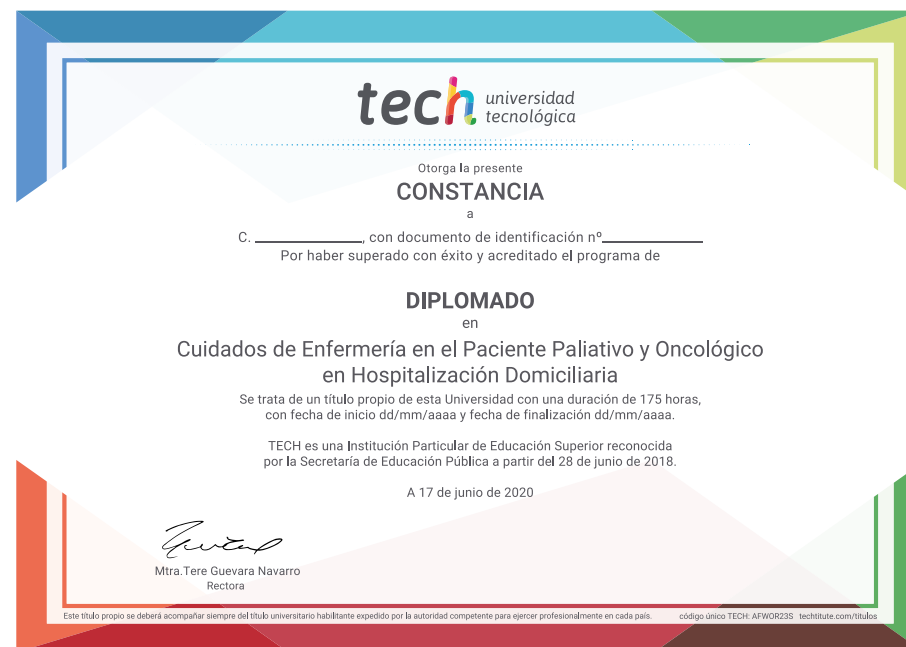 tech universidad
tecnológica
Otorga la presente
CONSTANCIA
a
C. ____________, con documento de identificación nº____________
Por haber superado con éxito y acreditado el programa de
DIPLOMADO
en
Cuidados de Enfermería en el Paciente Paliativo y Oncológico
en Hospitalización Domiciliaria
Se trata de un título propio de esta Universidad con una duración de 175 horas,
con fecha de inicio dd/mm/aaaa y fecha de finalización dd/mm/aaaa.
TECH es una Institución Particular de Educación Superior reconocida
por la Secretaría de Educación Pública a partir del 28 de junio de 2018.
A 17 de junio de 2020
Mtra.Tere Guevara Navarro
Rectora
Este título propio se deberá acompañar siempre del título universitario habilitante expedido por la autoridad competente para ejercer profesionalmente en cada país. código único TECH: AFWOR23S techtitute.com/titulos